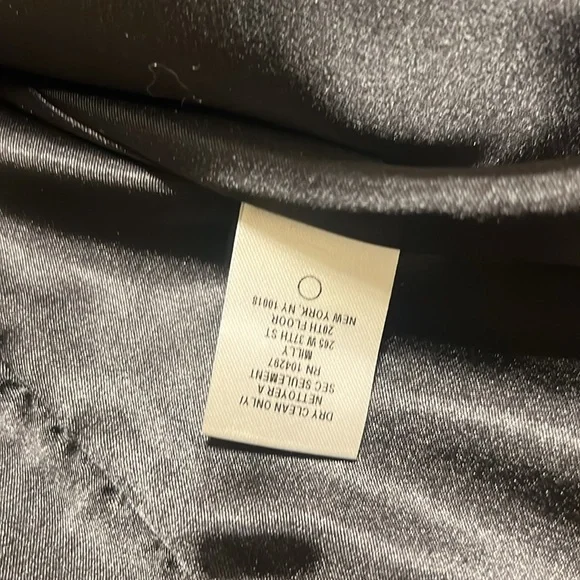 DRY CLEAN ONLY!
NETTOYER A
SEC SEULEMENT
RN 104297
MILLY
265 W 37TH ST
20TH FLOOR
NEW YORK, NY 10018